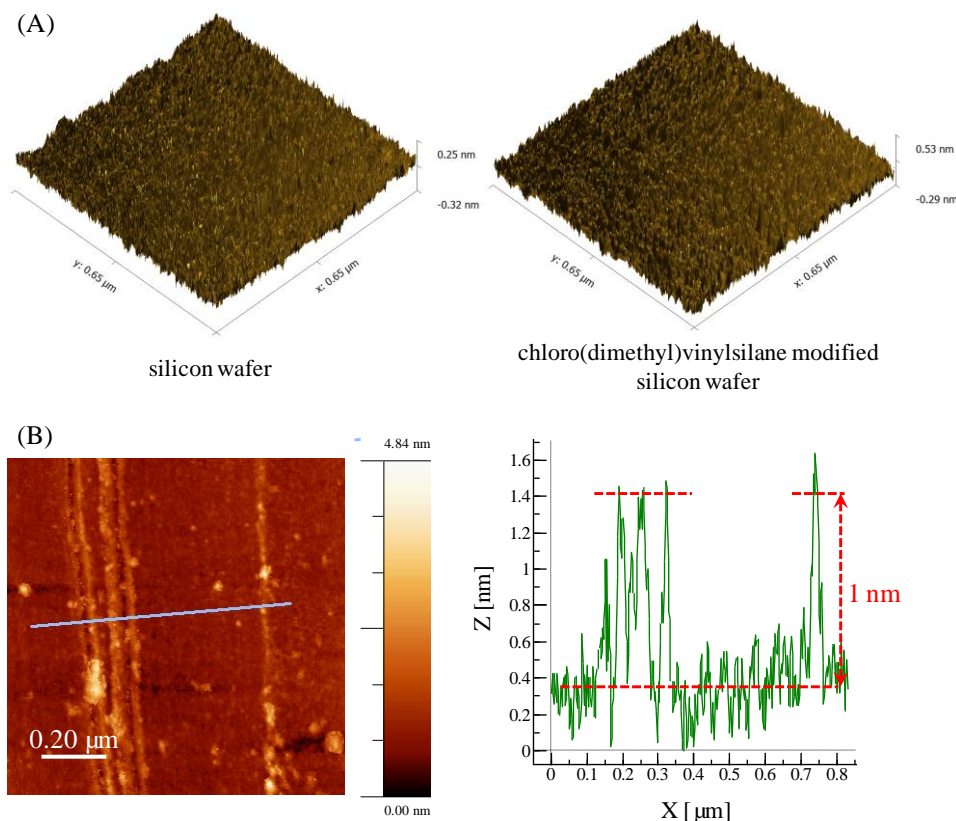 (A)
0.25 nm
-0.32 nm
y: 0.65 µm
x: 0.65 µm
silicon wafer
0.53 nm
-0.29 nm
y: 0.65 µm
x: 0.65 µm
chloro(dimethyl)vinylsilane modified
silicon wafer
(B)
4.84 nm
0.00 nm
0.20 µm
Z [nm]
1.6
1.4
1.2
1
0.8
0.6
0.4
0.2
0
0 0.1 0.2 0.3 0.4 0.5 0.6 0.7 0.8
X [µm]
1 nm